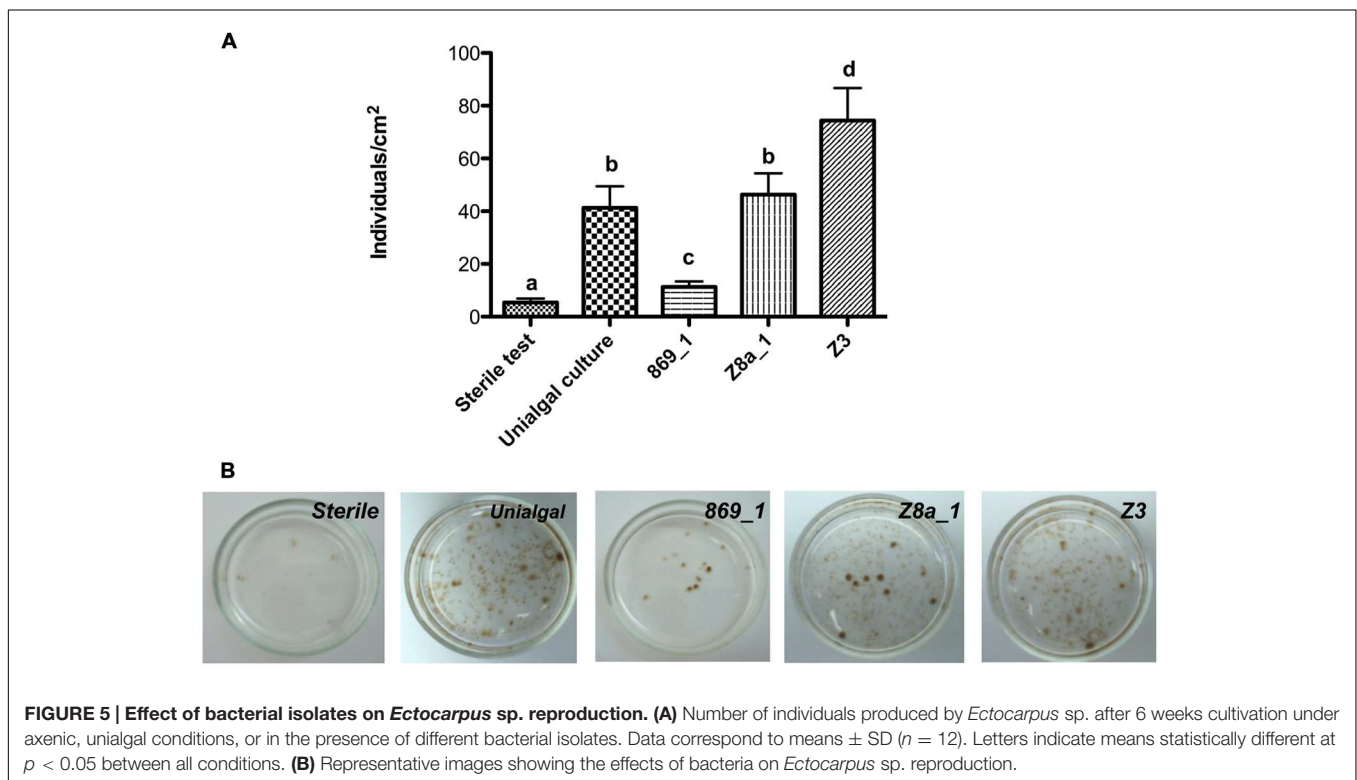 A
Individuals/cm²
100
80
60
40
20
0
a
b
c
b
d
Sterile test
Unialgal culture
869_1
Z8a_1
Z3
B
Sterile
Unialgal
869_1
Z8a_1
Z3
FIGURE 5 | Effect of bacterial isolates on Ectocarpus sp. reproduction. (A) Number of individuals produced by Ectocarpus sp. after 6 weeks cultivation under
axenic, unialgal conditions, or in the presence of different bacterial isolates. Data correspond to means ± SD (n = 12). Letters indicate means statistically different at
p < 0.05 between all conditions. (B) Representative images showing the effects of bacteria on Ectocarpus sp. reproduction.